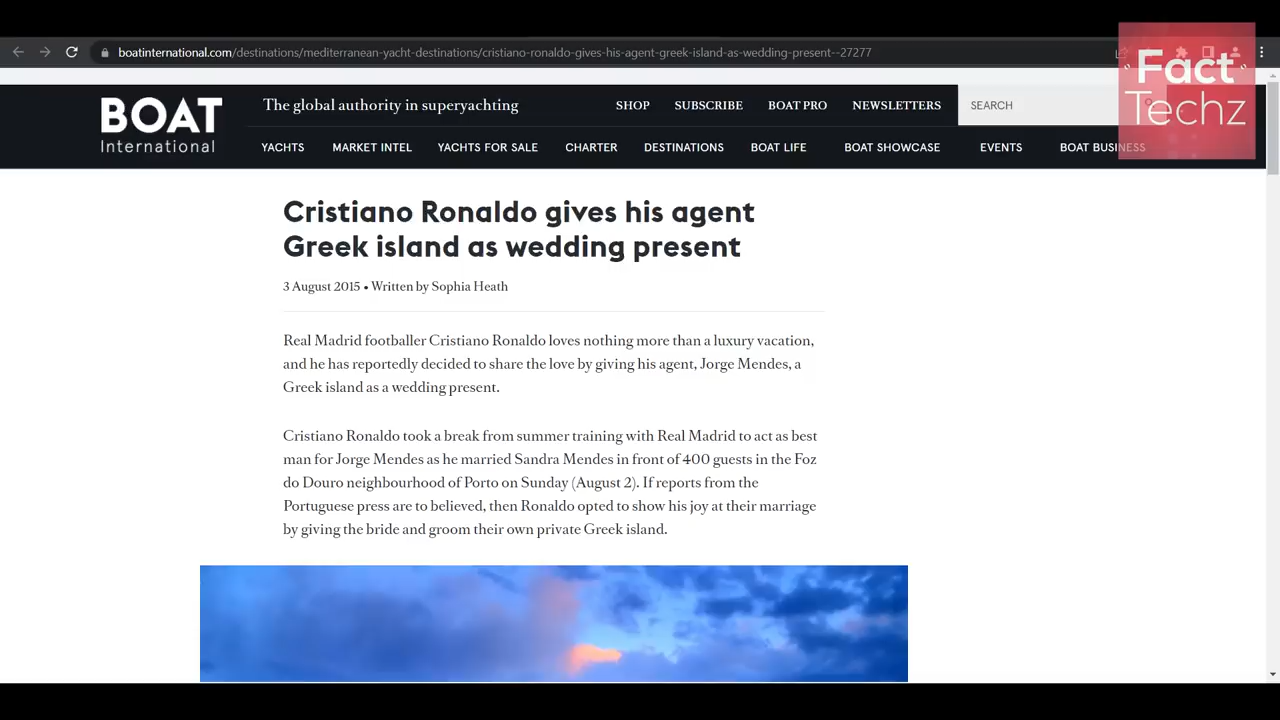 boatinternational.com/destinations/mediterranean-yacht-destinations/cristiano-ronaldo-gives-his-agent-greek-island-as-wedding-present--27277
Fact
Techz
BOAT
International
The global authority in superyachting
SHOP
SUBSCRIBE
BOAT PRO
NEWSLETTERS
SEARCH
YACHTS
MARKET INTEL
YACHTS FOR SALE
CHARTER
DESTINATIONS
BOAT LIFE
BOAT SHOWCASE
EVENTS
BOAT BUSINESS
Cristiano Ronaldo gives his agent
Greek island as wedding present
3 August 2015 • Written by Sophia Heath
Real Madrid footballer Cristiano Ronaldo loves nothing more than a luxury vacation,
and he has reportedly decided to share the love by giving his agent, Jorge Mendes, a
Greek island as a wedding present.
Cristiano Ronaldo took a break from summer training with Real Madrid to act as best
man for Jorge Mendes as he married Sandra Mendes in front of 400 guests in the Foz
do Douro neighbourhood of Porto on Sunday (August 2). If reports from the
Portuguese press are to believed, then Ronaldo opted to show his joy at their marriage
by giving the bride and groom their own private Greek island.